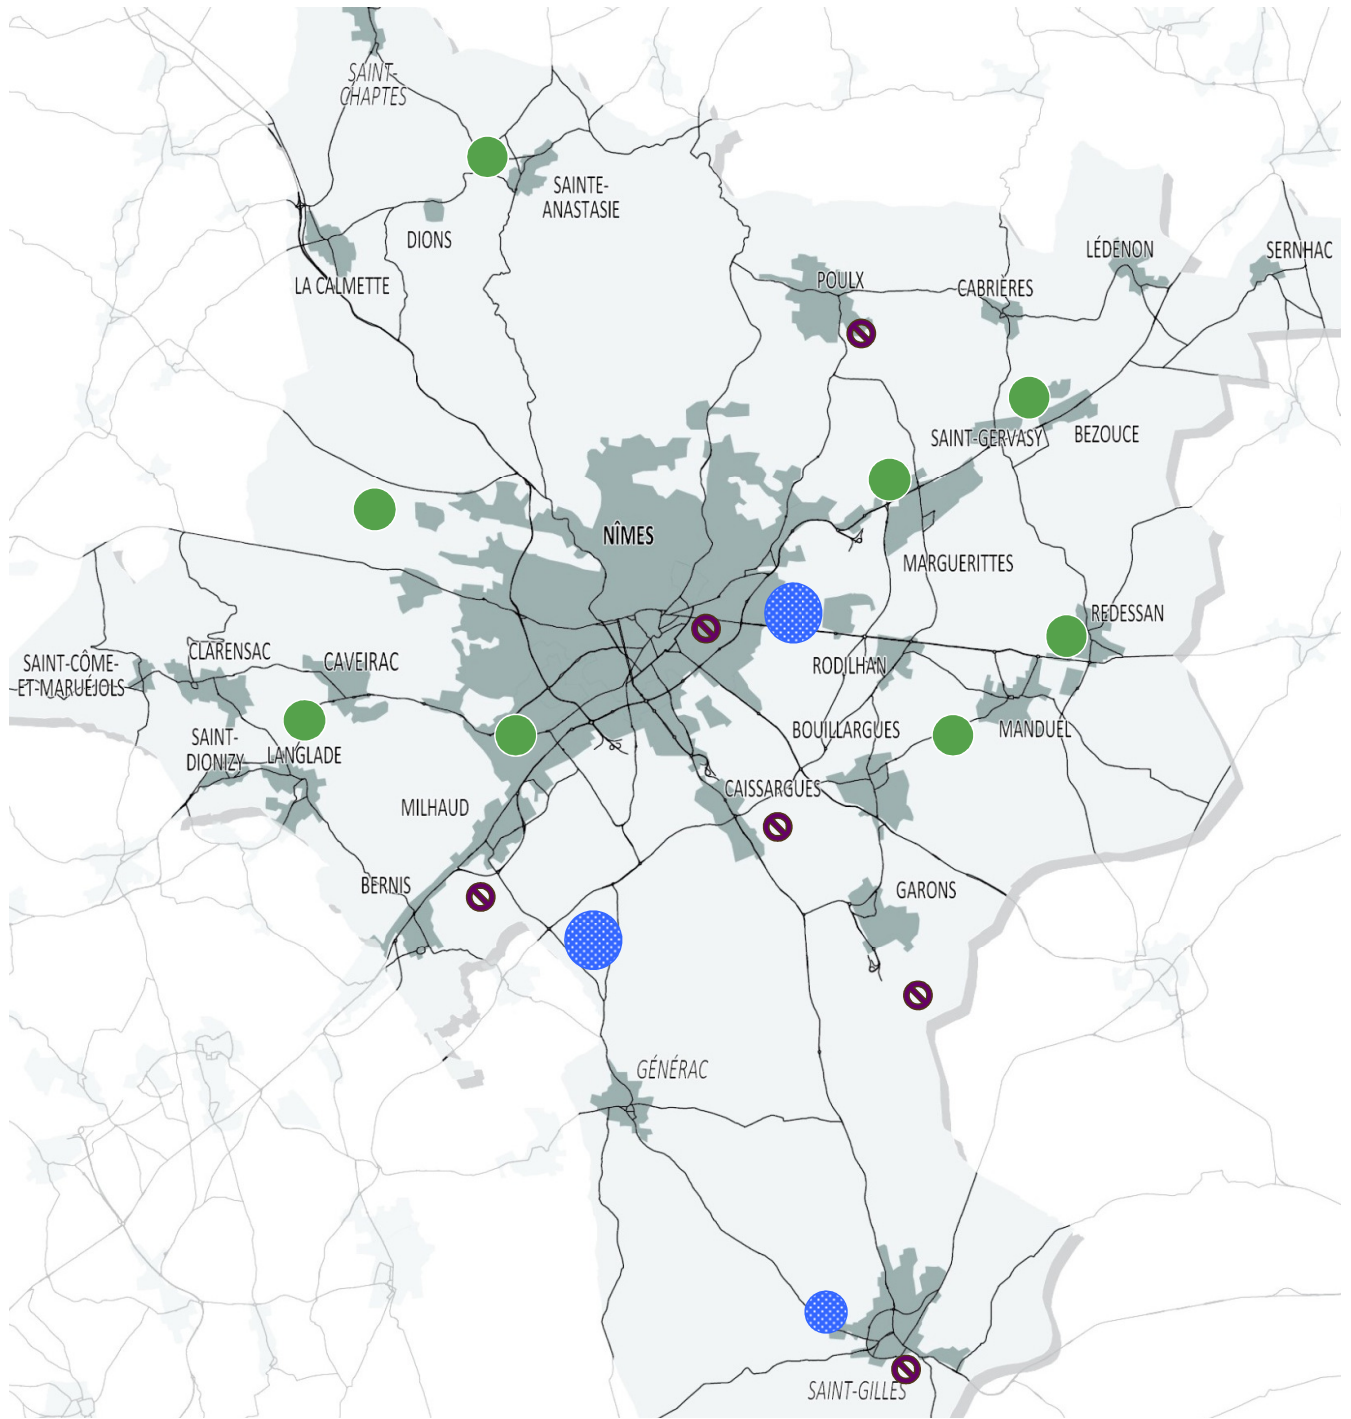 SAINT-
CHAPTES
SAINTE-
ANASTASIE
DIONS
LA CALMETTE
POULX
CABRIÈRES
LÉDENON
SERNHAC
SAINT-GERVASY
BEZOUCE
NÎMES
MARGUERITTES
REDESSAN
CLARENSAC
CAVEIRAC
SAINT-CÔME-
ET-MARUÉJOLS
RODILHAN
BOUILLARGUES
MANDUEL
SAINT-
DIONIZY
LANGLADE
MILHAUD
CAISSARGUES
BERNIS
GARONS
GÉNÉRAC
SAINT-GILLES